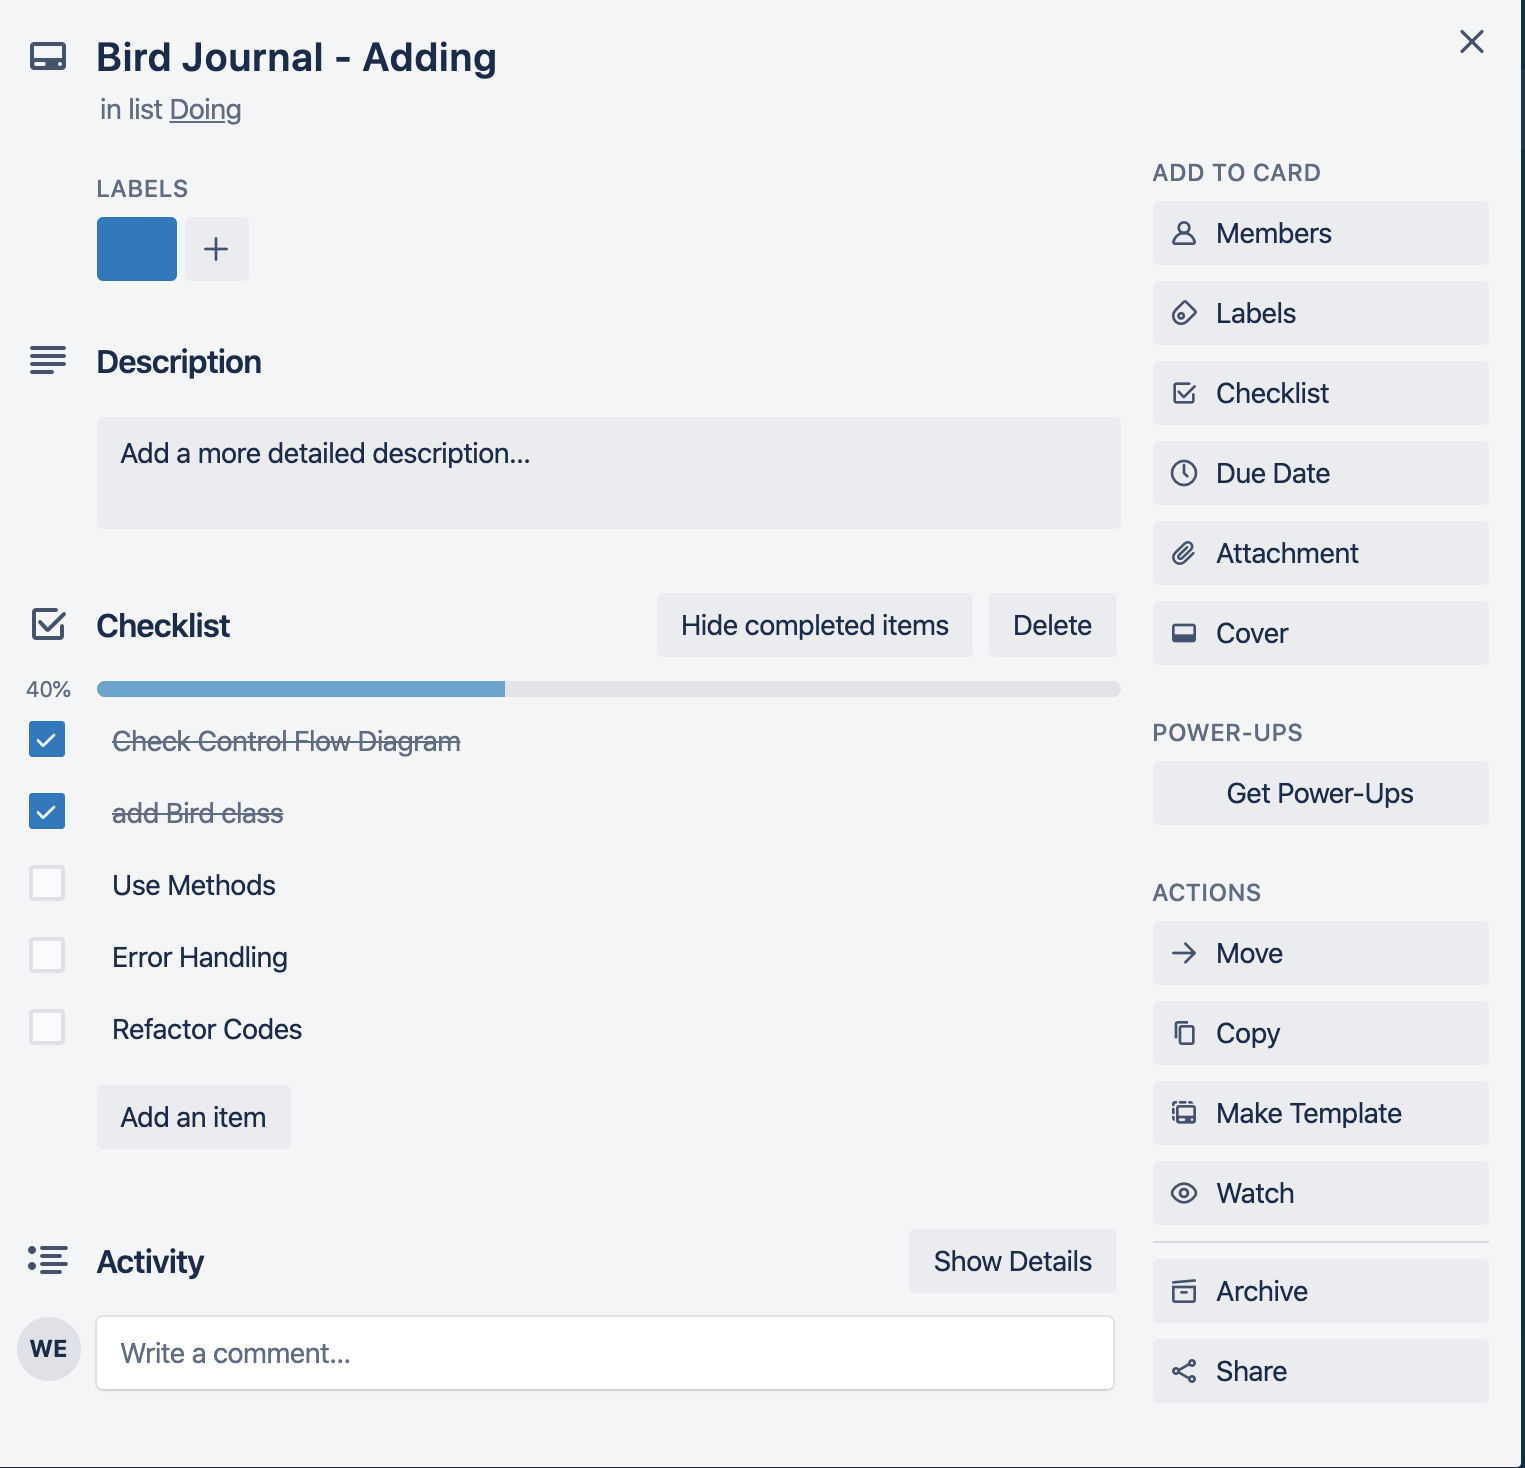 Bird Journal - Adding
in list Doing
LABELS
Description
Add a more detailed description...
Checklist
Hide completed items
Delete
40%
Check Control Flow Diagram
add Bird class
Use Methods
Error Handling
Refactor Codes
Add an item
Activity
Show Details
WE
Write a comment...
ADD TO CARD
Members
Labels
Checklist
Due Date
Attachment
Cover
POWER-UPS
Get Power-Ups
ACTIONS
Move
Copy
Make Template
Watch
Archive
Share